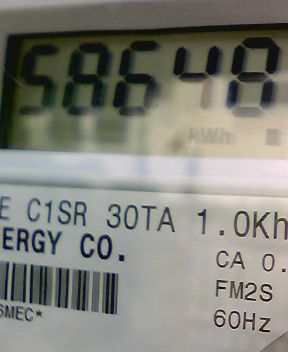 58648
kWh
E C1SR 30TA 1.0Kh
ERGY CO.
CA 0.
FM2S
SMEC*
60Hz